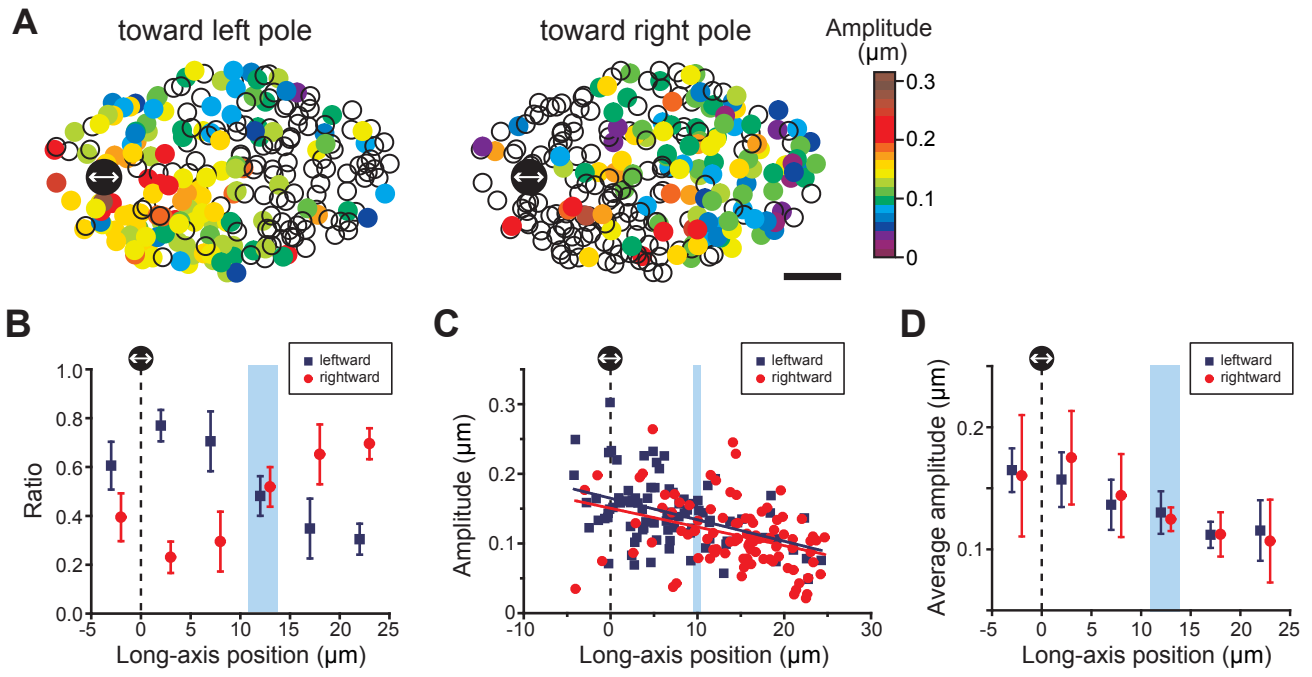 A
toward left pole
toward right pole
Amplitude
(µm)
0.3
0.2
0.1
0
B
leftward
rightward
1.0
0.8
0.6
0.4
0.2
0.0
Ratio
-5
0
5
10
15
20
25
Long-axis position (µm)
C
leftward
rightward
0.3
0.2
0.1
0
Amplitude (µm)
-10
0
10
20
30
Long-axis position (µm)
D
leftward
rightward
0.2
0.1
Average amplitude (µm)
-5
0
5
10
15
20
25
Long-axis position (µm)